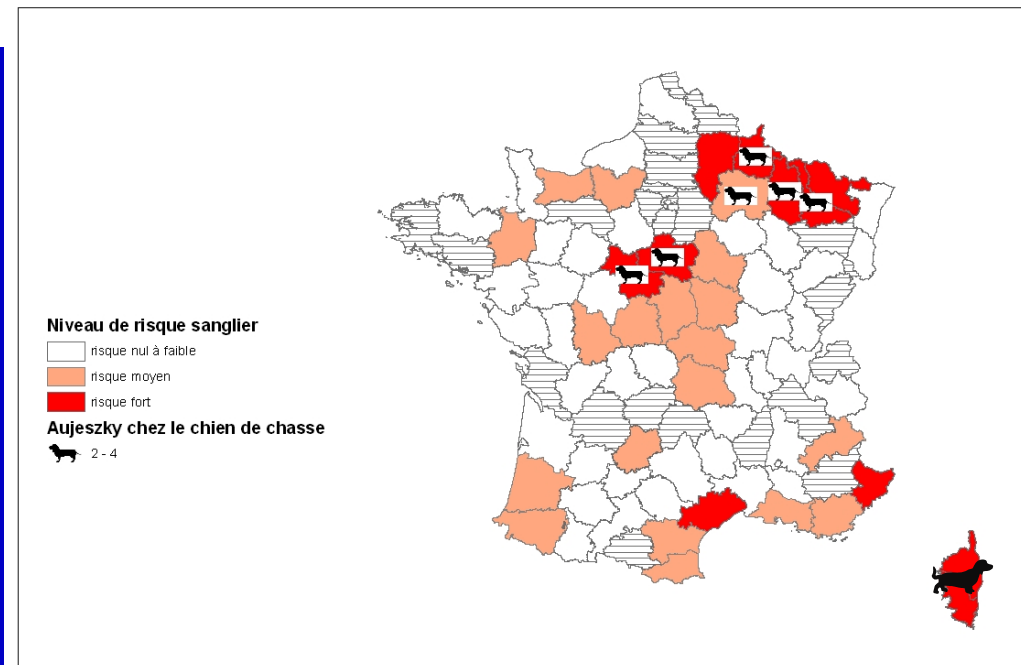 Niveau de risque sanglier
risque nul à faible
risque moyen
risque fort
Aujeszky chez le chien de chasse
2 - 4